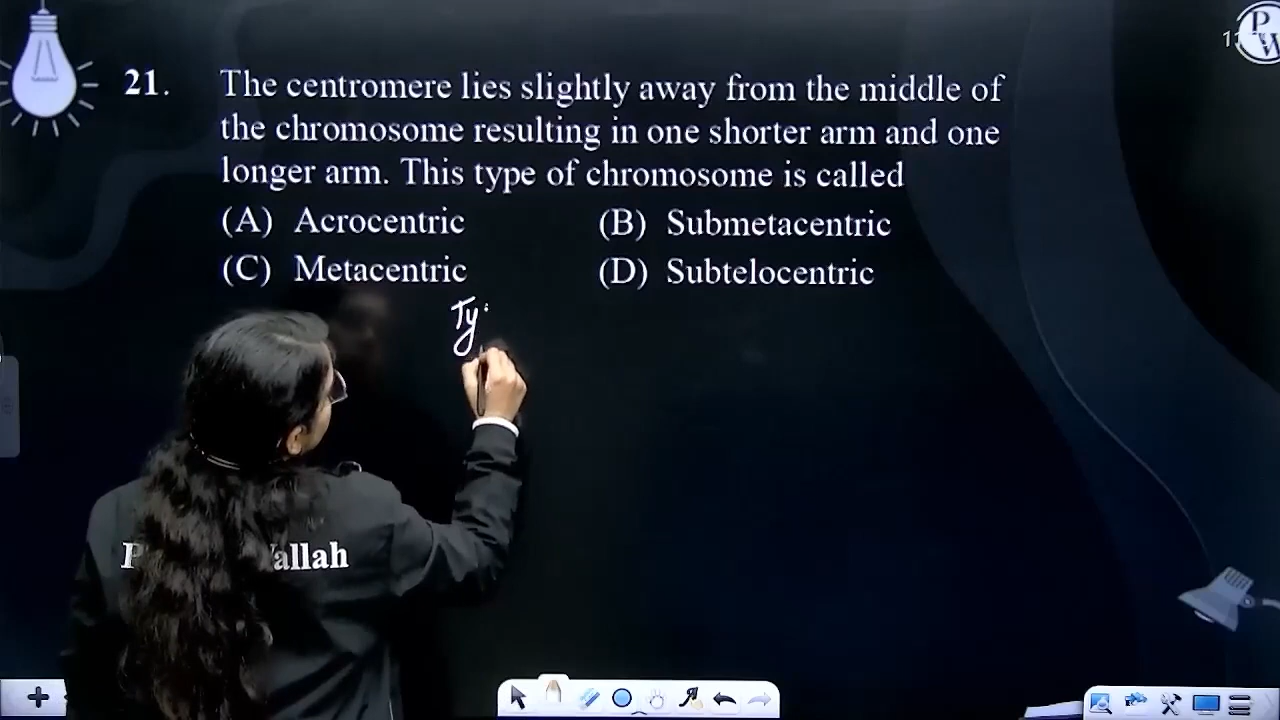 21. The centromere lies slightly away from the middle of
the chromosome resulting in one shorter arm and one
longer arm. This type of chromosome is called
(A) Acrocentric (B) Submetacentric
(C) Metacentric (D) Subtelocentric
Ty
allah
PW